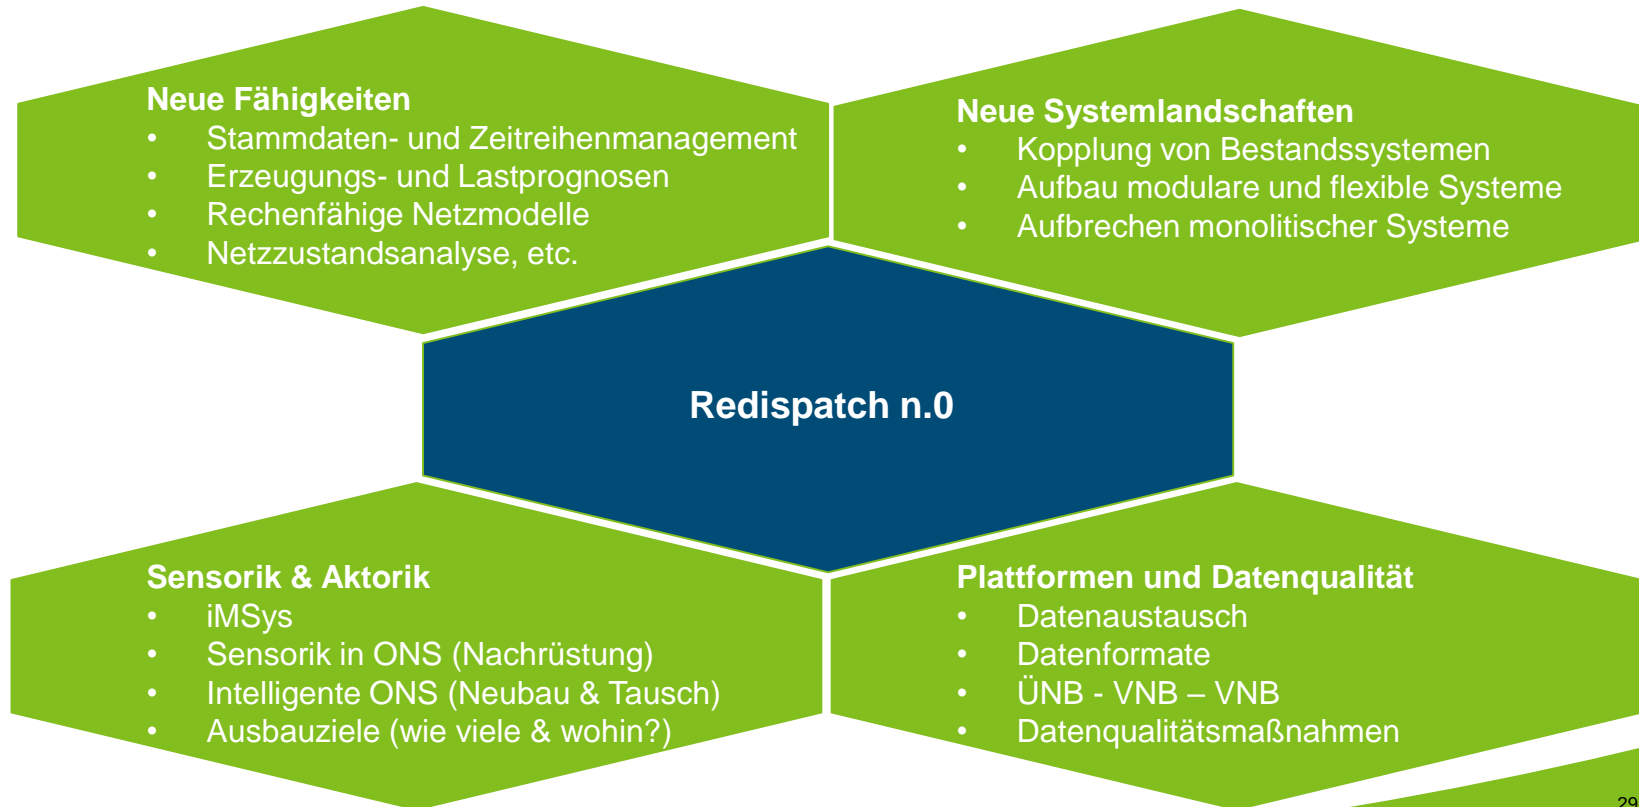 Neue Fähigkeiten
• Stammdaten- und Zeitreihenmanagement
• Erzeugungs- und Lastprognosen
• Rechenfähige Netzmodelle
• Netzzustandsanalyse, etc.
Neue Systemlandschaften
• Kopplung von Bestandssystemen
• Aufbau modulare und flexible Systeme
• Aufbrechen monolitischer Systeme
Redispatch n.0
Sensorik & Aktorik
• iMSys
• Sensorik in ONS (Nachrüstung)
• Intelligente ONS (Neubau & Tausch)
• Ausbauziele (wie viele & wohin?)
Plattformen und Datenqualität
• Datenaustausch
• Datenformate
• ÜNB - VNB – VNB
• Datenqualitätsmaßnahmen
29